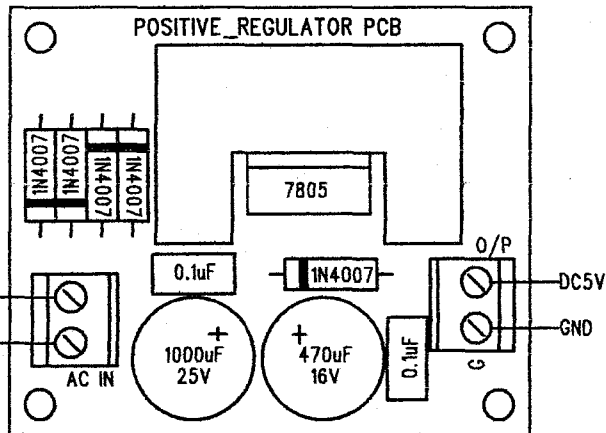 POSITIVE_REGULATOR PCB
1N4007
1N4007
1N4007
1N4007
7805
O/P
0.1uF
1N4007
DC5V
+
1000uF
25V
+
470uF
16V
0.1uF
GND
AC IN
G